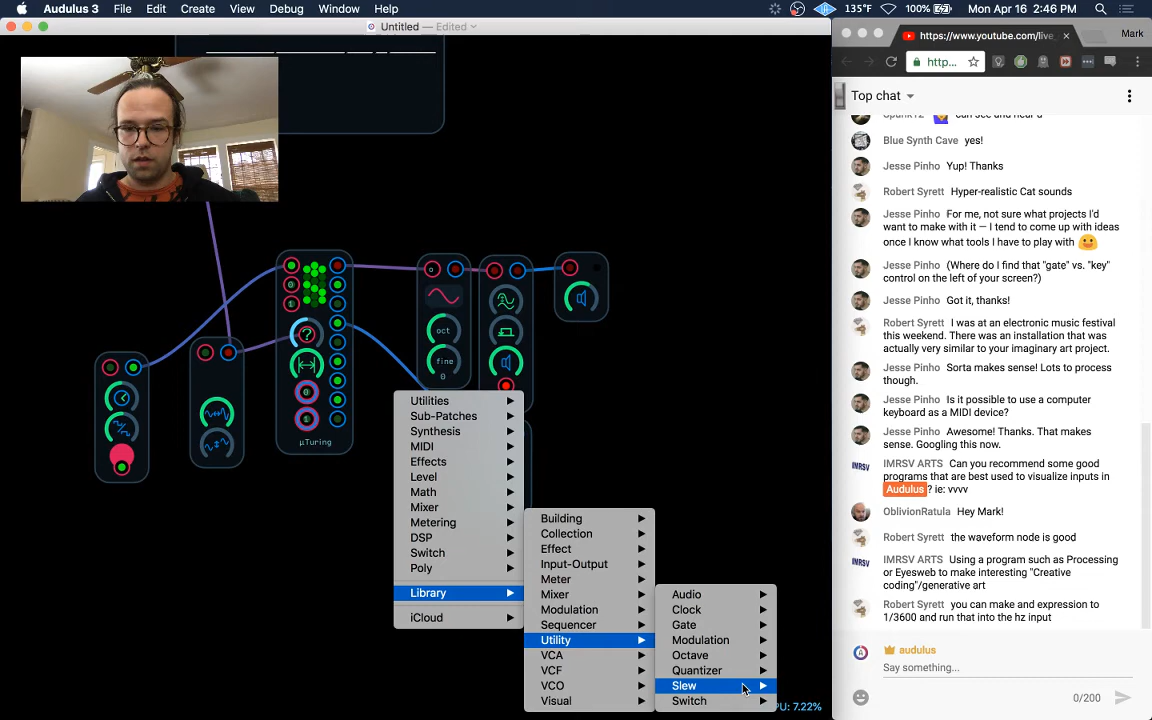 Audulus 3 File Edit Create View Debug Window Help
135°F 100% Mon Apr 16 2:46 PM
Untitled — Edited
https://www.youtube.com/live_
Mark
http...
Top chat
can see and hear u
Blue Synth Cave yes!
Jesse Pinho Yup! Thanks
Robert Syrett Hyper-realistic Cat sounds
Jesse Pinho For me, not sure what projects I'd
want to make with it — I tend to come up with ideas
once I know what tools I have to play with
Jesse Pinho (Where do I find that "gate" vs. "key"
control on the left of your screen?)
Jesse Pinho Got it, thanks!
Robert Syrett I was at an electronic music festival
this weekend. There was an installation that was
actually very similar to your imaginary art project.
Jesse Pinho Sorta makes sense! Lots to process
though.
Jesse Pinho Is it possible to use a computer
keyboard as a MIDI device?
Jesse Pinho Awesome! Thanks. That makes
sense. Googling this now.
IMRSV
IMRSV ARTS Can you recommend some good
programs that are best used to visualize inputs in
Audulus ? ie: vvvv
OblivionRatula Hey Mark!
Robert Syrett the waveform node is good
IMRSV
IMRSV ARTS Using a program such as Processing
or Eyesweb to make interesting "Creative
coding"/generative art
Robert Syrett you can make and expression to
1/3600 and run that into the hz input
audulus
Say something...
0/200
0
1
?
0
1
µTuring
o
oct
fine
0
Utilities
Sub-Patches
Synthesis
MIDI
Effects
Level
Math
Mixer
Metering
DSP
Switch
Poly
Library
iCloud
Building
Collection
Effect
Input-Output
Meter
Mixer
Modulation
Sequencer
Utility
VCA
VCF
VCO
Visual
Audio
Clock
Gate
Modulation
Octave
Quantizer
Slew
Switch
PU: 7.22%